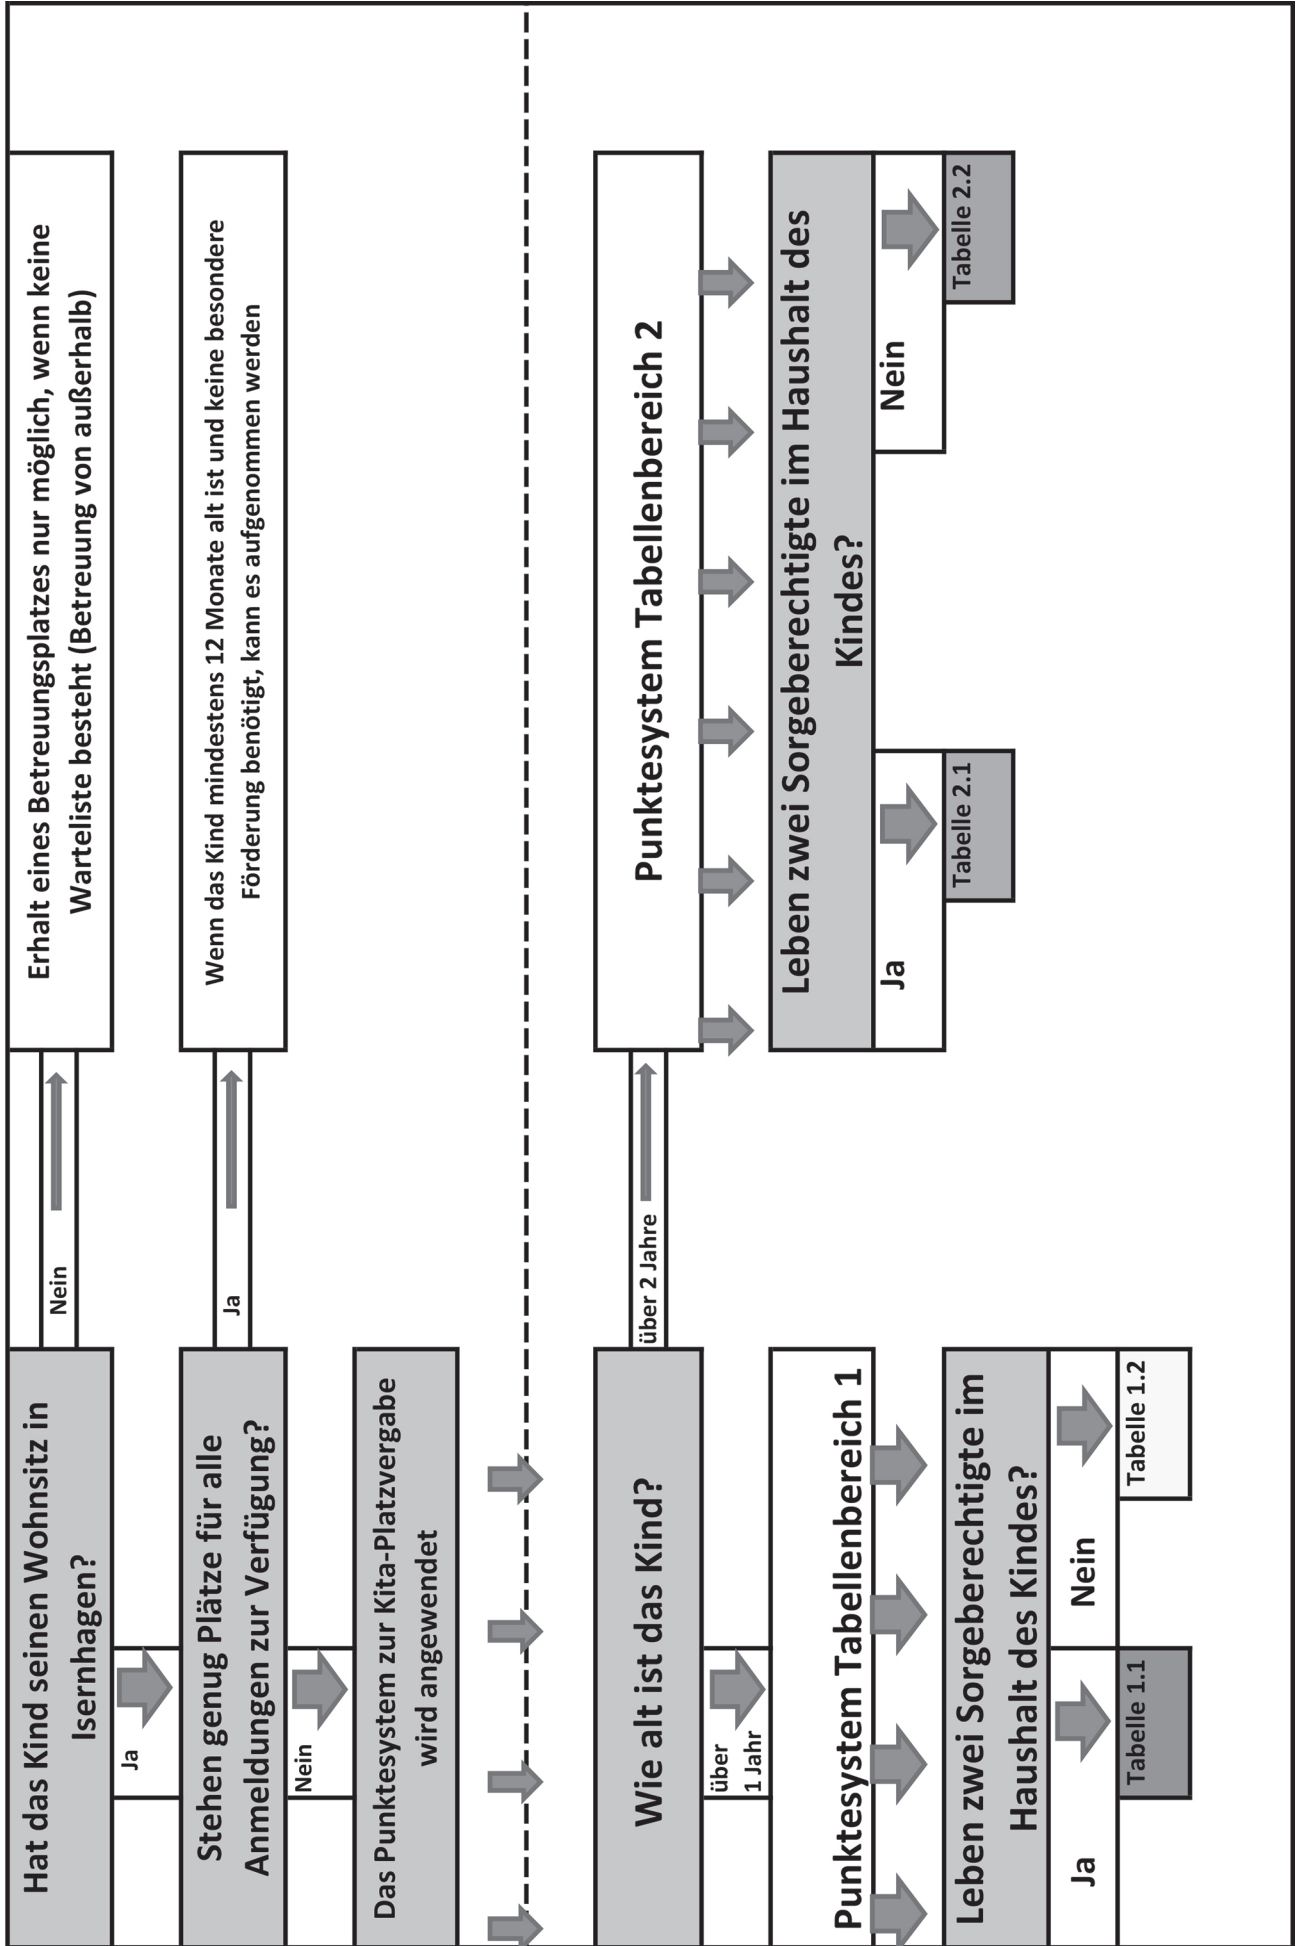 Hat das Kind seinen Wohnsitz in
Isernhagen?
Nein
Erhalt eines Betreuungsplatzes nur möglich, wenn keine
Warteliste besteht (Betreuung von außerhalb)
Ja
Stehen genug Plätze für alle
Anmeldungen zur Verfügung?
Ja
Wenn das Kind mindestens 12 Monate alt ist und keine besondere
Förderung benötigt, kann es aufgenommen werden
Nein
Das Punktesystem zur Kita-Platzvergabe
wird angewendet
Wie alt ist das Kind?
über 2 Jahre
Punktesystem Tabellenbereich 2
über
1 Jahr
Punktesystem Tabellenbereich 1
Leben zwei Sorgeberechtigte im Haushalt des
Kindes?
Ja
Nein
Tabelle 2.1
Tabelle 2.2
Leben zwei Sorgeberechtigte im
Haushalt des Kindes?
Ja
Nein
Tabelle 1.1
Tabelle 1.2